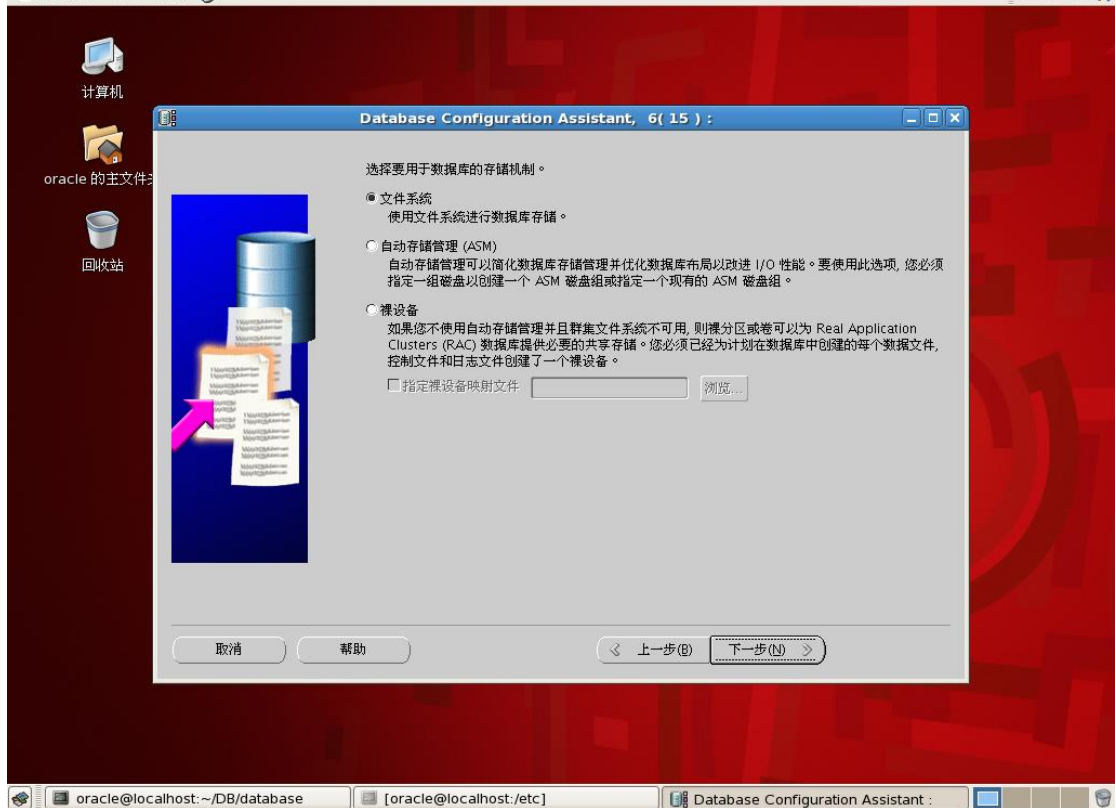 计算机
oracle 的主文件夹
回收站
Database Configuration Assistant, 6( 15 ) :
选择要用于数据库的存储机制。
文件系统
使用文件系统进行数据库存储。
自动存储管理 (ASM)
自动存储管理可以简化数据库存储管理并优化数据库布局以改进 I/O 性能。要使用此选项, 您必须
指定一组磁盘以创建一个 ASM 磁盘组或指定一个现有的 ASM 磁盘组。
裸设备
如果您不使用自动存储管理并且群集文件系统不可用, 则裸分区或卷可以为 Real Application
Clusters (RAC) 数据库提供必要的共享存储。您必须已经为计划在数据库中创建的每个数据文件,
控制文件和日志文件创建了一个裸设备。
指定裸设备映射文件
浏览...
取消
帮助
上一步(B)
下一步(N)
oracle@localhost:~/DB/database
[oracle@localhost:/etc]
Database Configuration Assistant :